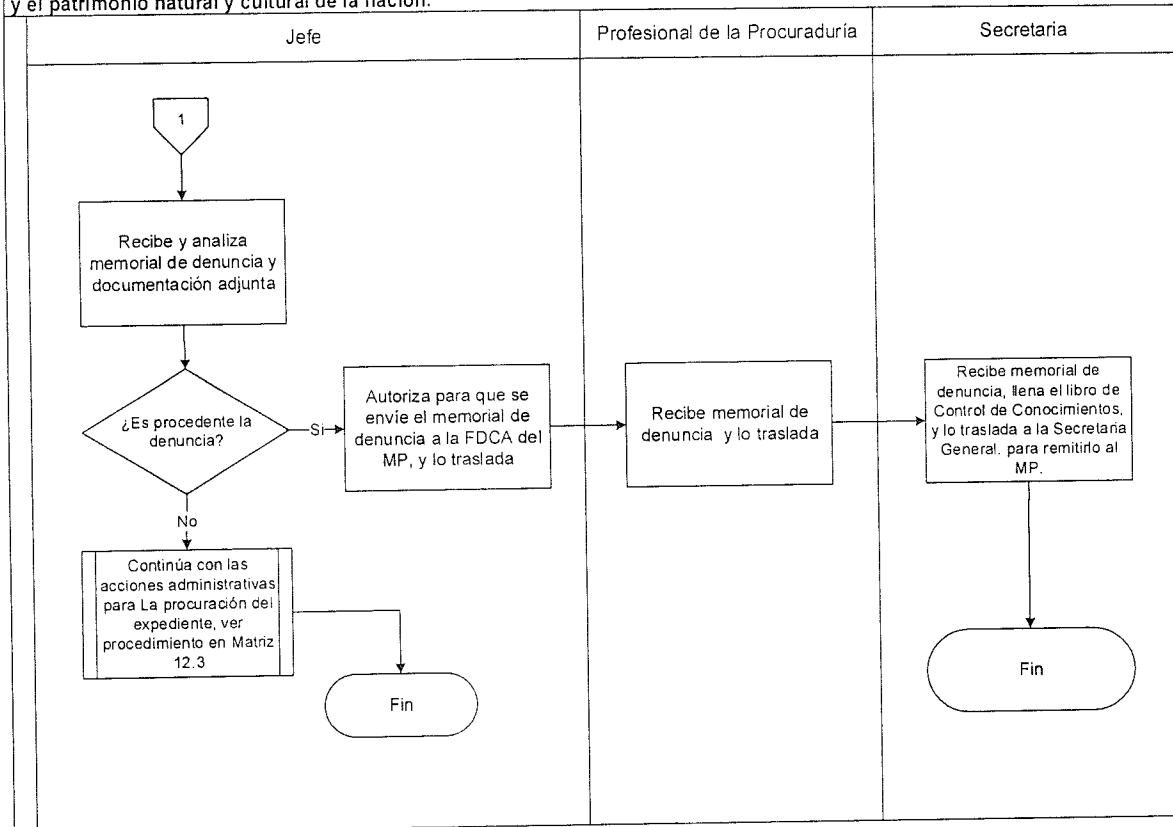 y el patrimonio natural y cultural de la nación.
Jefe
Profesional de la Procuraduría
Secretaria
1
Recibe y analiza
memorial de denuncia y
documentación adjunta
¿Es procedente la
denuncia?
Si
Autoriza para que se
envíe el memorial de
denuncia a la FDCA del
MP, y lo traslada
Recibe memorial de
denuncia y lo traslada
Recibe memorial de
denuncia, llena el libro de
Control de Conocimientos,
y lo traslada a la Secretaria
General. para remitirlo al
MP.
No
Continúa con las
acciones administrativas
para La procuración del
expediente, ver
procedimiento en Matriz
12.3
Fin
Fin